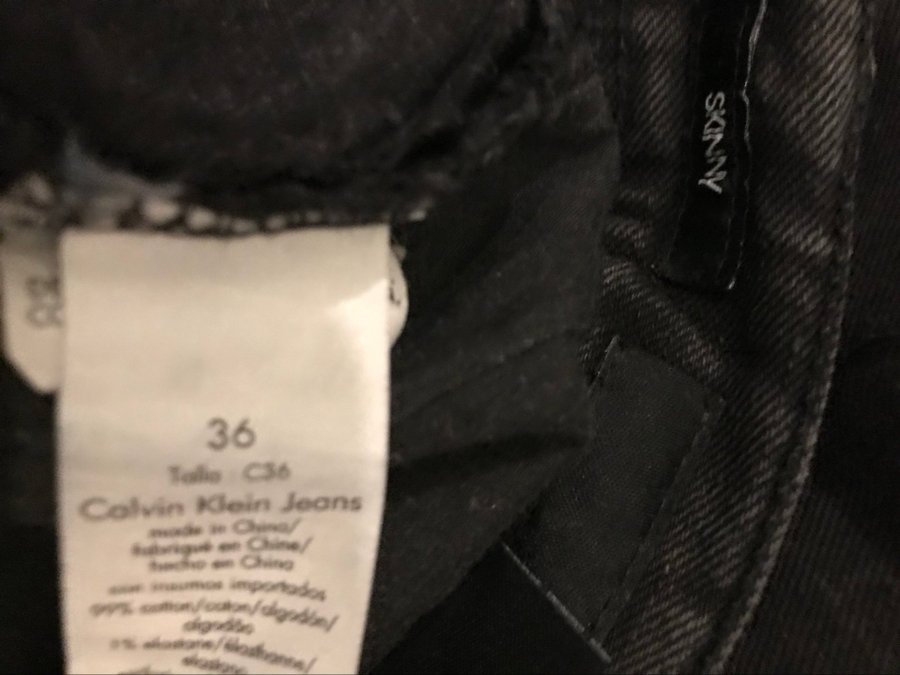 SKINNY
36
Talla C36
Calvin Klein Jeans
made in China/
fabriqué en Chine/
hecho en China
con insumos importados
99% cotton/coton/algodón/
algodão
1% elastane/élasthanne/
elastane